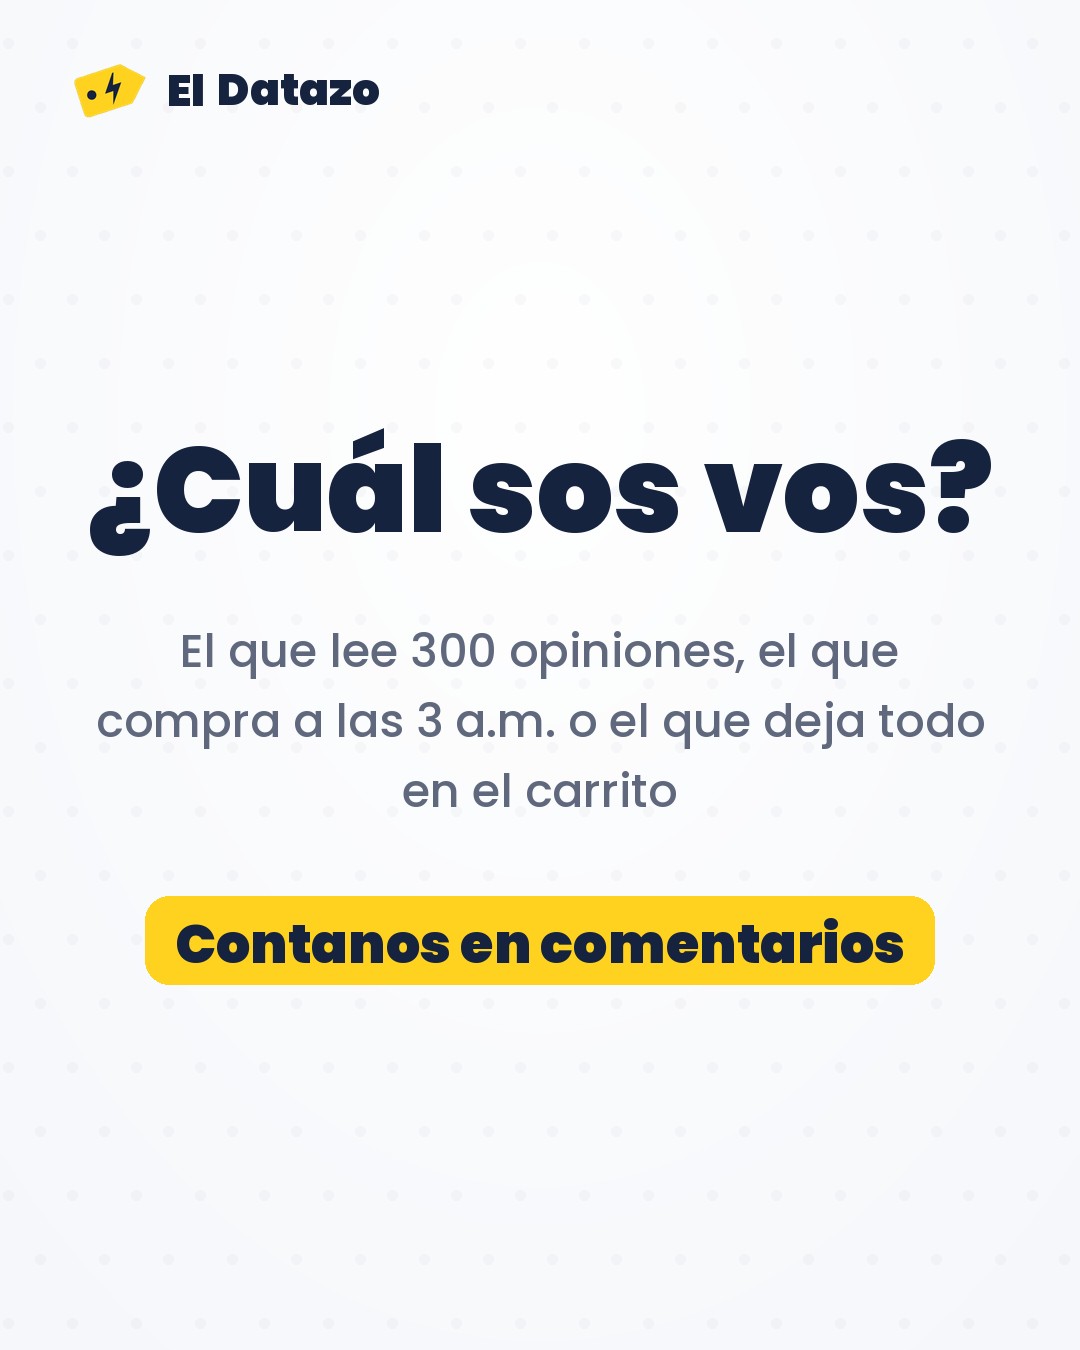 El Datazo
¿Cuál sos vos?
El que lee 300 opiniones, el que
compra a las 3 a.m. o el que deja todo
en el carrito
Contanos en comentarios